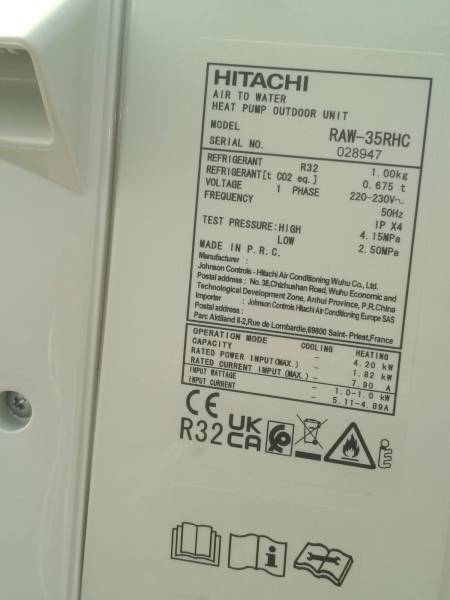 HITACHI
AIR TO WATER
HEAT PUMP OUTDOOR UNIT
MODEL RAW-35RHC
SERIAL NO. 028947
REFRIGERANT R32 1.00kg
REFRIGERANT[t CO2 eq.] 0.675 t
VOLTAGE 1 PHASE 220-230V~
FREQUENCY 50Hz
IP X4
TEST PRESSURE:HIGH 4.15MPa
LOW 2.50MPa
MADE IN P.R.C.
Manufacturer :
Johnson Controls - Hitachi Air Conditioning Wuhu Co., Ltd.
Postal address : No.38,Chizhushan Road, Wuhu Economic and
Technological Development Zone, Anhui Province, P.R.China
Importer : Johnson Controls Hitachi Air Conditioning Europe SAS
Postal address :
Parc Aktiland II-2,Rue de Lombardie,69800 Saint- Priest,France
OPERATION MODE COOLING HEATING
CAPACITY - 4.20 kW
RATED POWER INPUT(MAX.) - 1.82 kW
RATED CURRENT INPUT(MAX.) - 7.90 A
INPUT WATTAGE - 1.0-1.0 kW
INPUT CURRENT - 5.11-4.89A
CE
R32 UK
CA